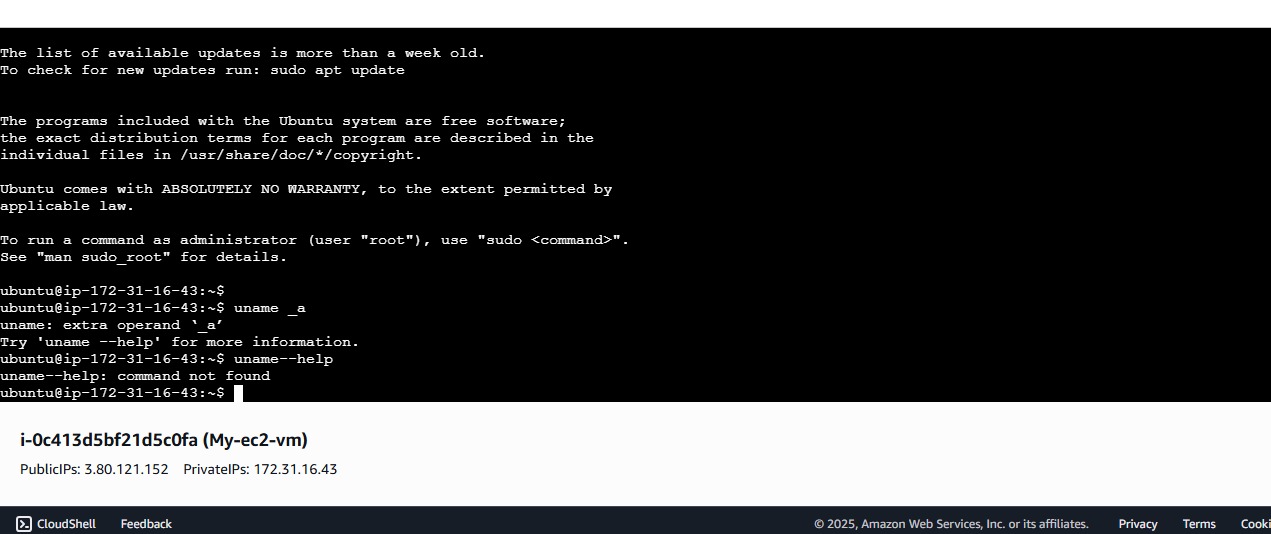 The list of available updates is more than a week old.
To check for new updates run: sudo apt update
The programs included with the Ubuntu system are free software;
the exact distribution terms for each program are described in the
individual files in /usr/share/doc/*/copyright.
Ubuntu comes with ABSOLUTELY NO WARRANTY, to the extent permitted by
applicable law.
To run a command as administrator (user "root"), use "sudo <command>".
See "man sudo_root" for details.
ubuntu@ip-172-31-16-43:~$
ubuntu@ip-172-31-16-43:~$ uname _a
uname: extra operand ‘_a’
Try 'uname --help' for more information.
ubuntu@ip-172-31-16-43:~$ uname--help
uname--help: command not found
ubuntu@ip-172-31-16-43:~$
i-0c413d5bf21d5c0fa (My-ec2-vm)
PublicIPs: 3.80.121.152 PrivateIPs: 172.31.16.43
CloudShell Feedback © 2025, Amazon Web Services, Inc. or its affiliates. Privacy Terms Cooki